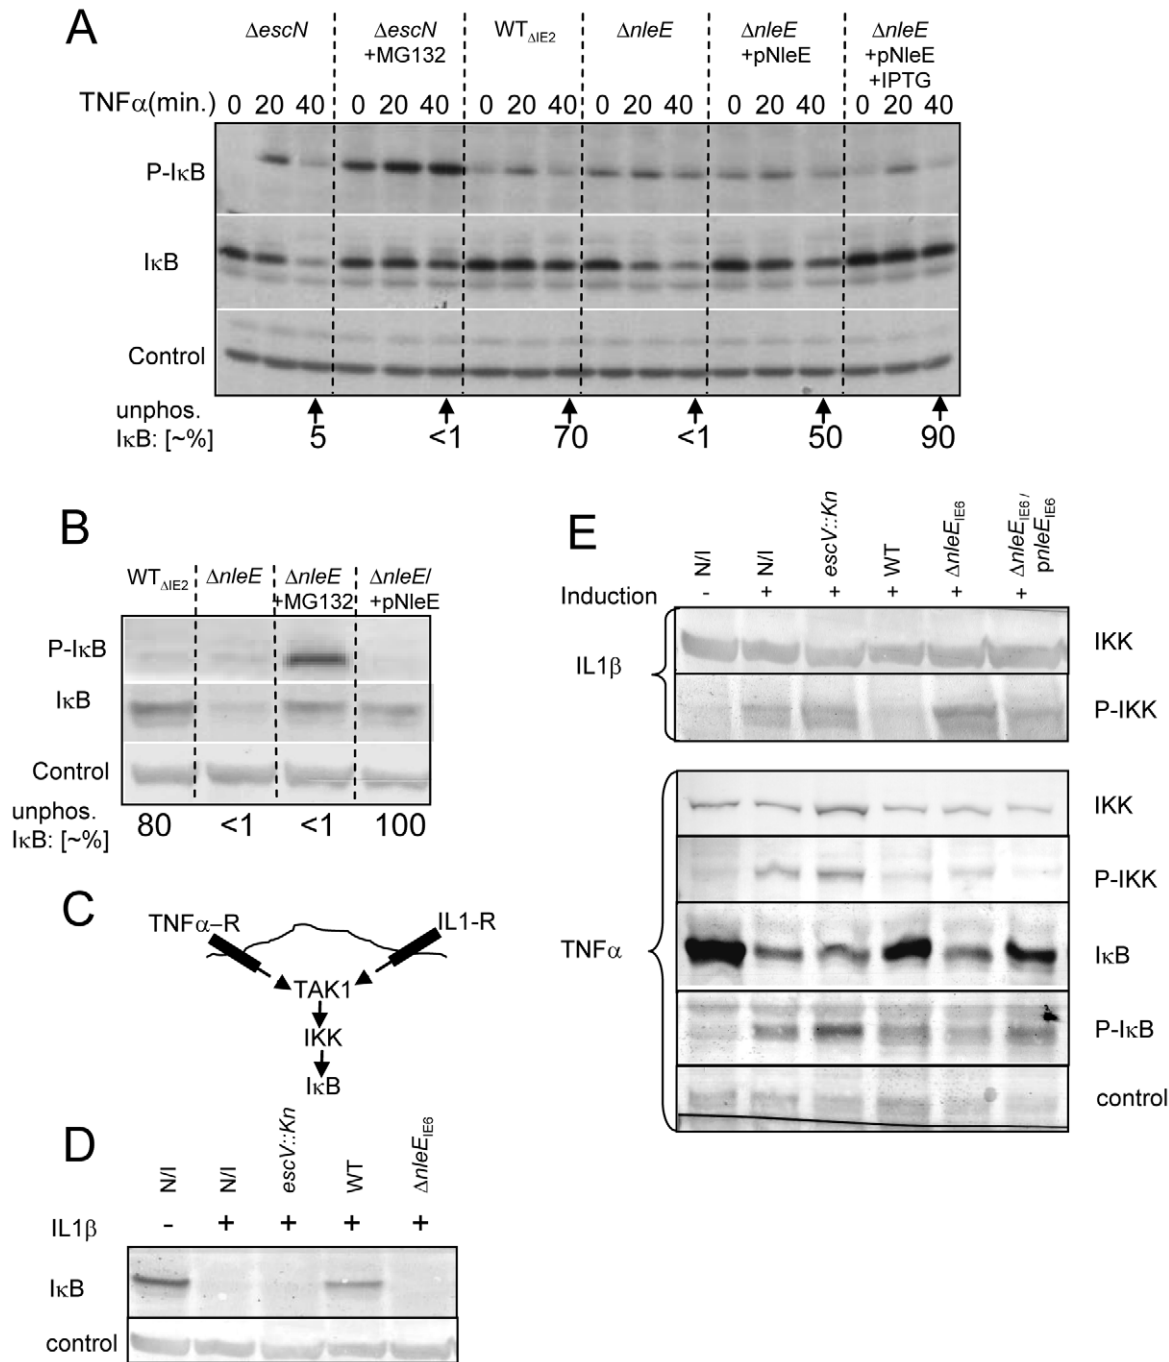 A
ΔescN
ΔescN
+MG132
WTΔIE2
ΔnleE
ΔnleE
+pNleE
ΔnleE
+pNleE
+IPTG
TNFα(min.) 0 20 40 0 20 40 0 20 40 0 20 40 0 20 40 0 20 40
P-IκB
IκB
Control
unphos.
IκB: [~%] 5 <1 70 <1 50 90
B
WTΔIE2
ΔnleE
ΔnleE
+MG132
ΔnleE/
+pNleE
P-IκB
IκB
Control
unphos.
IκB: [~%] 80 <1 <1 100
C
TNFα–R
IL1-R
TAK1
IKK
IκB
D
N/I
N/I
escV::Kn
WT
ΔnleEIE6
IL1β - + + + +
IκB
control
E
N/I
N/I
escV::Kn
WT
ΔnleEIE6
ΔnleEIE6/
pnleEIE6
Induction - + + + + +
IL1β
IKK
P-IKK
TNFα
IKK
P-IKK
IκB
P-IκB
control